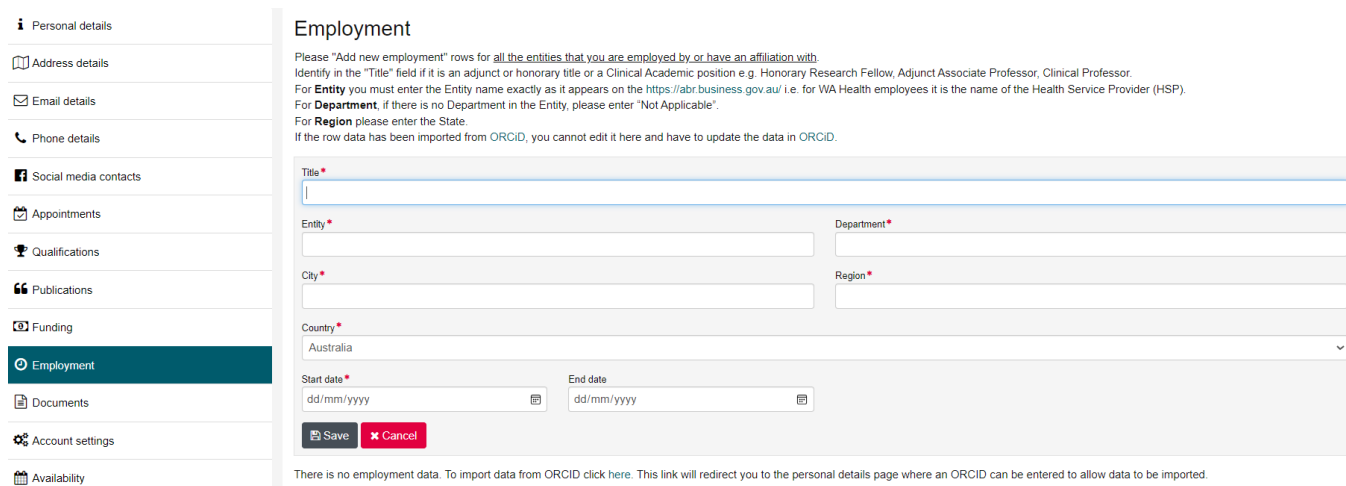 Personal details
Address details
Email details
Phone details
Social media contacts
Appointments
Qualifications
Publications
Funding
Employment
Documents
Account settings
Availability
Employment
Please "Add new employment" rows for all the entities that you are employed by or have an affiliation with.
Identify in the "Title" field if it is an adjunct or honorary title or a Clinical Academic position e.g. Honorary Research Fellow, Adjunct Associate Professor, Clinical Professor.
For Entity you must enter the Entity name exactly as it appears on the https://abr.business.gov.au/ i.e. for WA Health employees it is the name of the Health Service Provider (HSP).
For Department, if there is no Department in the Entity, please enter “Not Applicable”.
For Region please enter the State.
If the row data has been imported from ORCiD, you cannot edit it here and have to update the data in ORCiD.
Title*
Entity* Department*
City* Region*
Country*
Australia
Start date* End date
dd/mm/yyyy dd/mm/yyyy
Save Cancel
There is no employment data. To import data from ORCID click here. This link will redirect you to the personal details page where an ORCID can be entered to allow data to be imported.